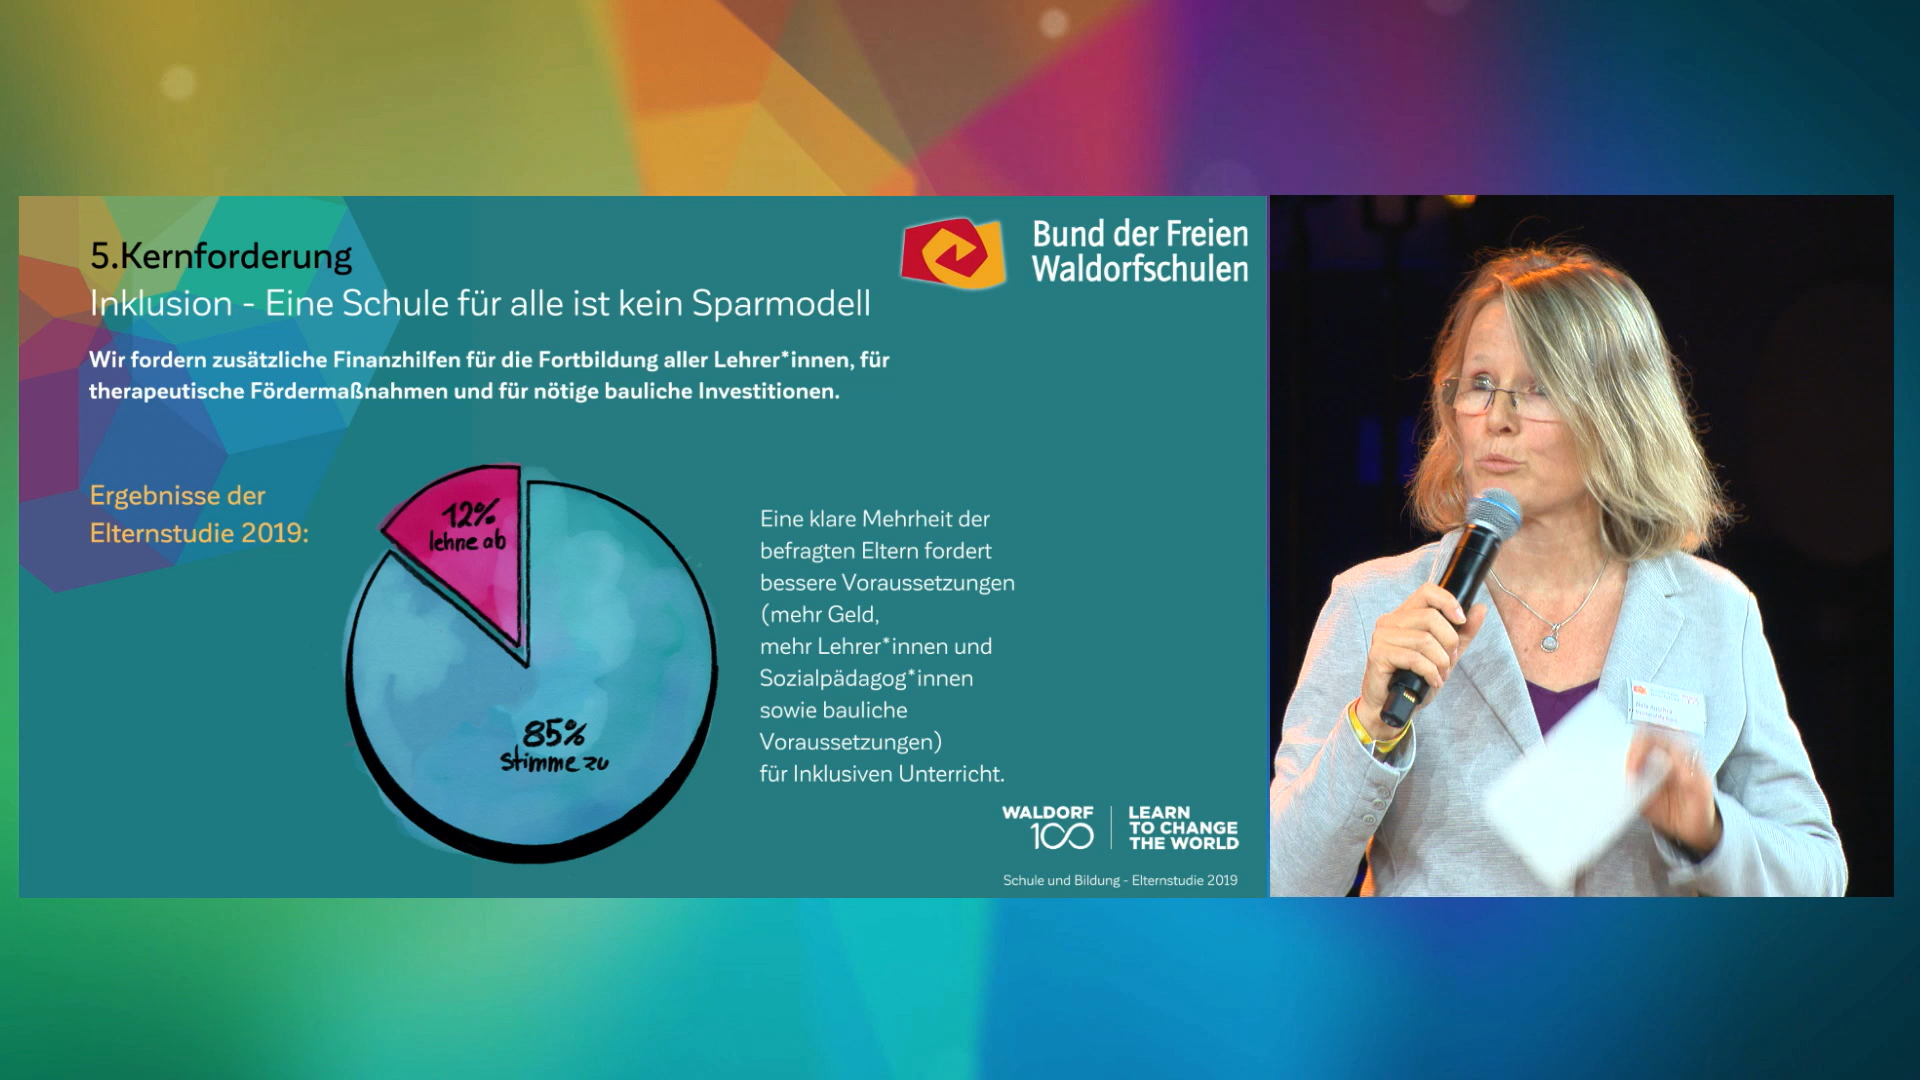 5.Kernforderung
Inklusion - Eine Schule für alle ist kein Sparmodell
Wir fordern zusätzliche Finanzhilfen für die Fortbildung aller Lehrer*innen, für
therapeutische Fördermaßnahmen und für nötige bauliche Investitionen.
Bund der Freien
Waldorfschulen
Ergebnisse der
Elternstudie 2019:
12%
lehne ab
85%
stimme zu
Eine klare Mehrheit der
befragten Eltern fordert
bessere Voraussetzungen
(mehr Geld,
mehr Lehrer*innen und
Sozialpädagog*innen
sowie bauliche
Voraussetzungen)
für Inklusiven Unterricht.
WALDORF
100
LEARN
TO CHANGE
THE WORLD
Schule und Bildung - Elternstudie 2019